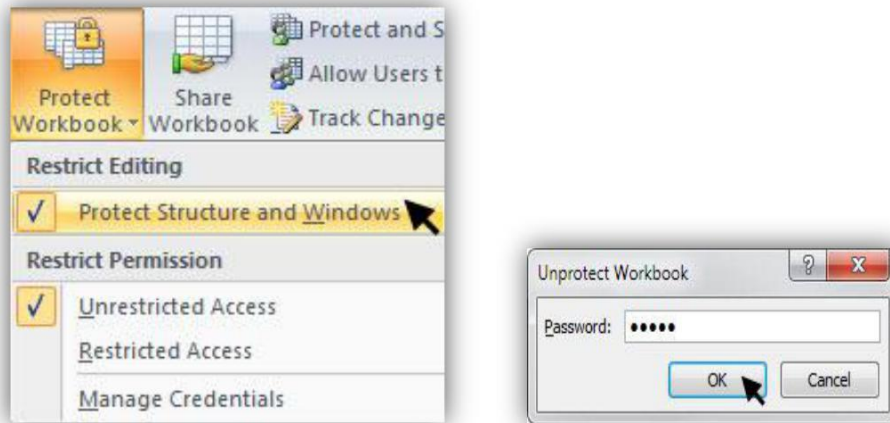 Protect and S
Allow Users t
Track Change
Protect
Workbook
Share
Workbook
Restrict Editing
Protect Structure and Windows
Restrict Permission
Unrestricted Access
Restricted Access
Manage Credentials
Unprotect Workbook
Password: •••••
OK
Cancel